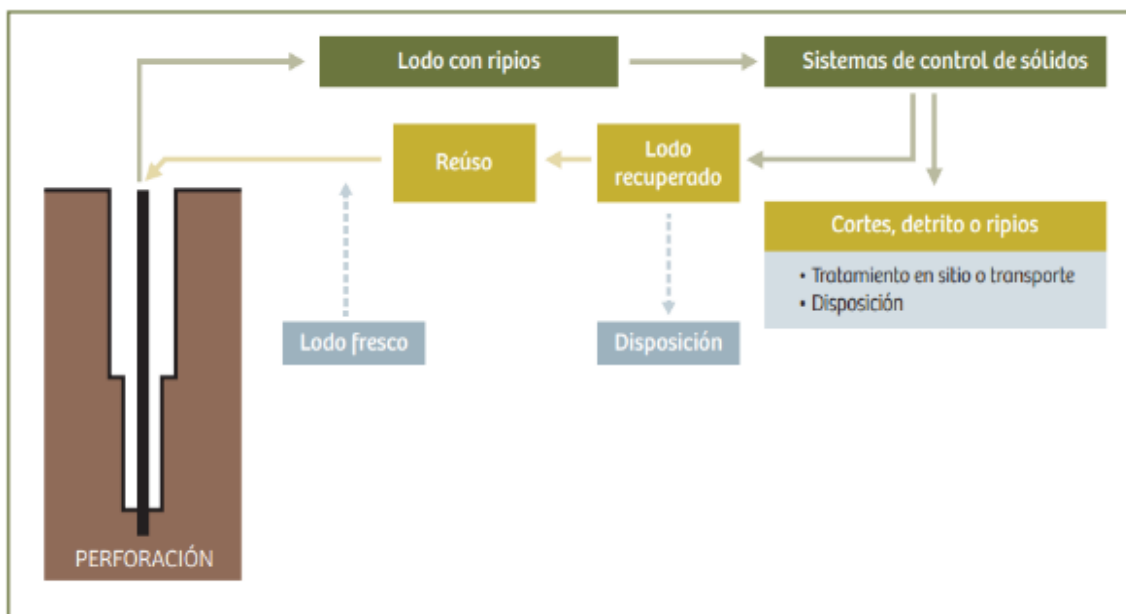 Lodo con ripios
Sistemas de control de sólidos
Reúso
Lodo
recuperado
Cortes, detrito o ripios
• Tratamiento en sitio o transporte
• Disposición
Lodo fresco
Disposición
PERFORACIÓN